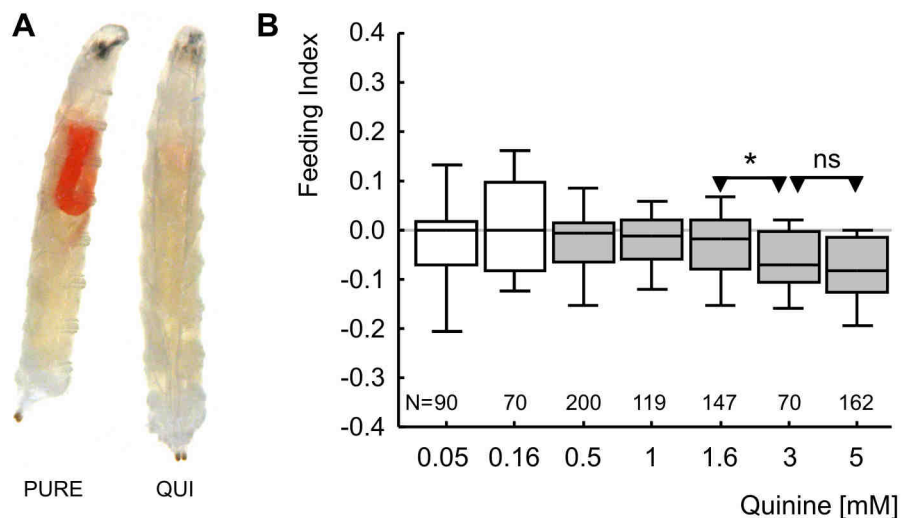 A
PURE
QUI
B
Feeding Index
0.4
0.3
0.2
0.1
0.0
-0.1
-0.2
-0.3
-0.4
* ns
N=90 70 200 119 147 70 162
0.05 0.16 0.5 1 1.6 3 5
Quinine [mM]